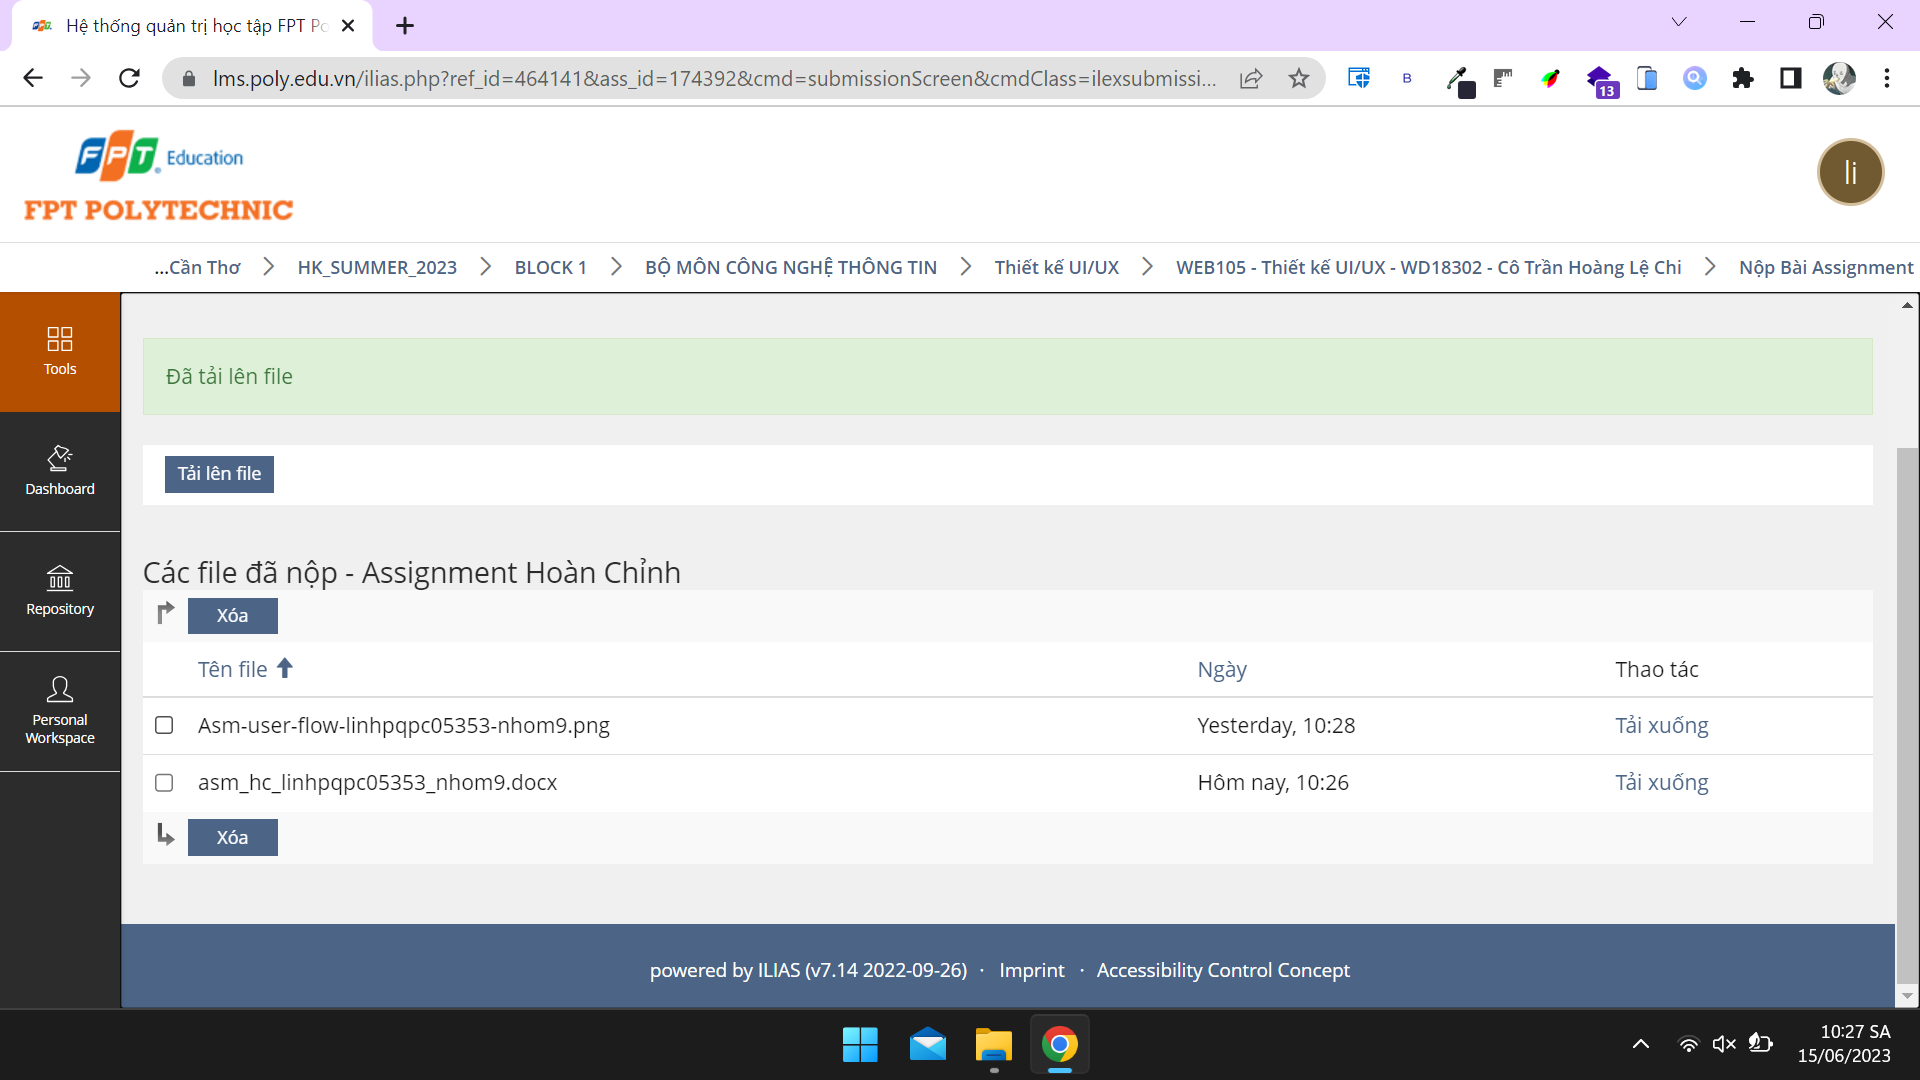 Hệ thống quản trị học tập FPT Po
lms.poly.edu.vn/ilias.php?ref_id=464141&ass_id=174392&cmd=submissionScreen&cmdClass=ilexsubmissi...
B
13
FPT Education
FPT POLYTECHNIC
li
...Cần Thơ
HK_SUMMER_2023
BLOCK 1
BỘ MÔN CÔNG NGHỆ THÔNG TIN
Thiết kế UI/UX
WEB105 - Thiết kế UI/UX - WD18302 - Cô Trần Hoàng Lệ Chi
Nộp Bài Assignment
Tools
Dashboard
Repository
Personal
Workspace
Đã tải lên file
Tải lên file
Các file đã nộp - Assignment Hoàn Chỉnh
Xóa
Tên file
Ngày
Thao tác
Asm-user-flow-linhpqpc05353-nhom9.png
Yesterday, 10:28
Tải xuống
asm_hc_linhpqpc05353_nhom9.docx
Hôm nay, 10:26
Tải xuống
Xóa
powered by ILIAS (v7.14 2022-09-26) · Imprint · Accessibility Control Concept
10:27 SA
15/06/2023